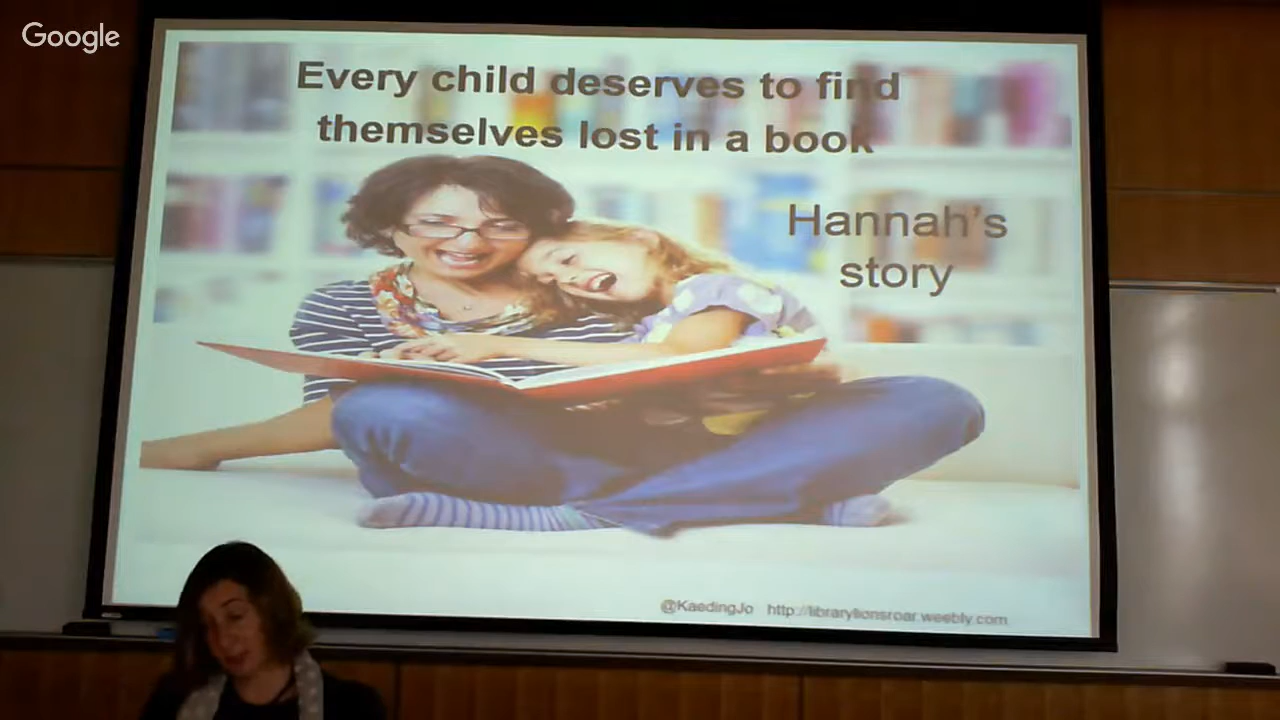 Google
Every child deserves to find
themselves lost in a book
Hannah's
story
@KaedingJo http://librarylionsroar.weebly.com